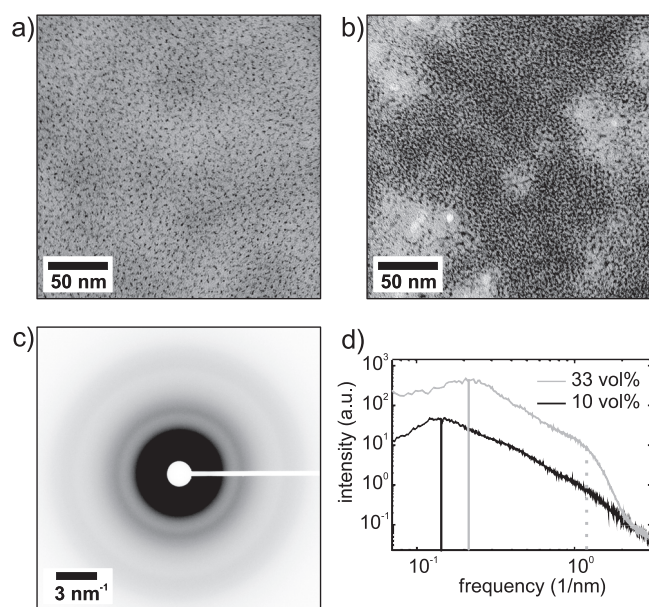 a)
b)
50 nm
50 nm
c)
d)
3 nm⁻¹
intensity (a.u.)
10³
10²
10¹
10⁰
10⁻¹
33 vol%
10 vol%
10⁻¹
10⁰
frequency (1/nm)